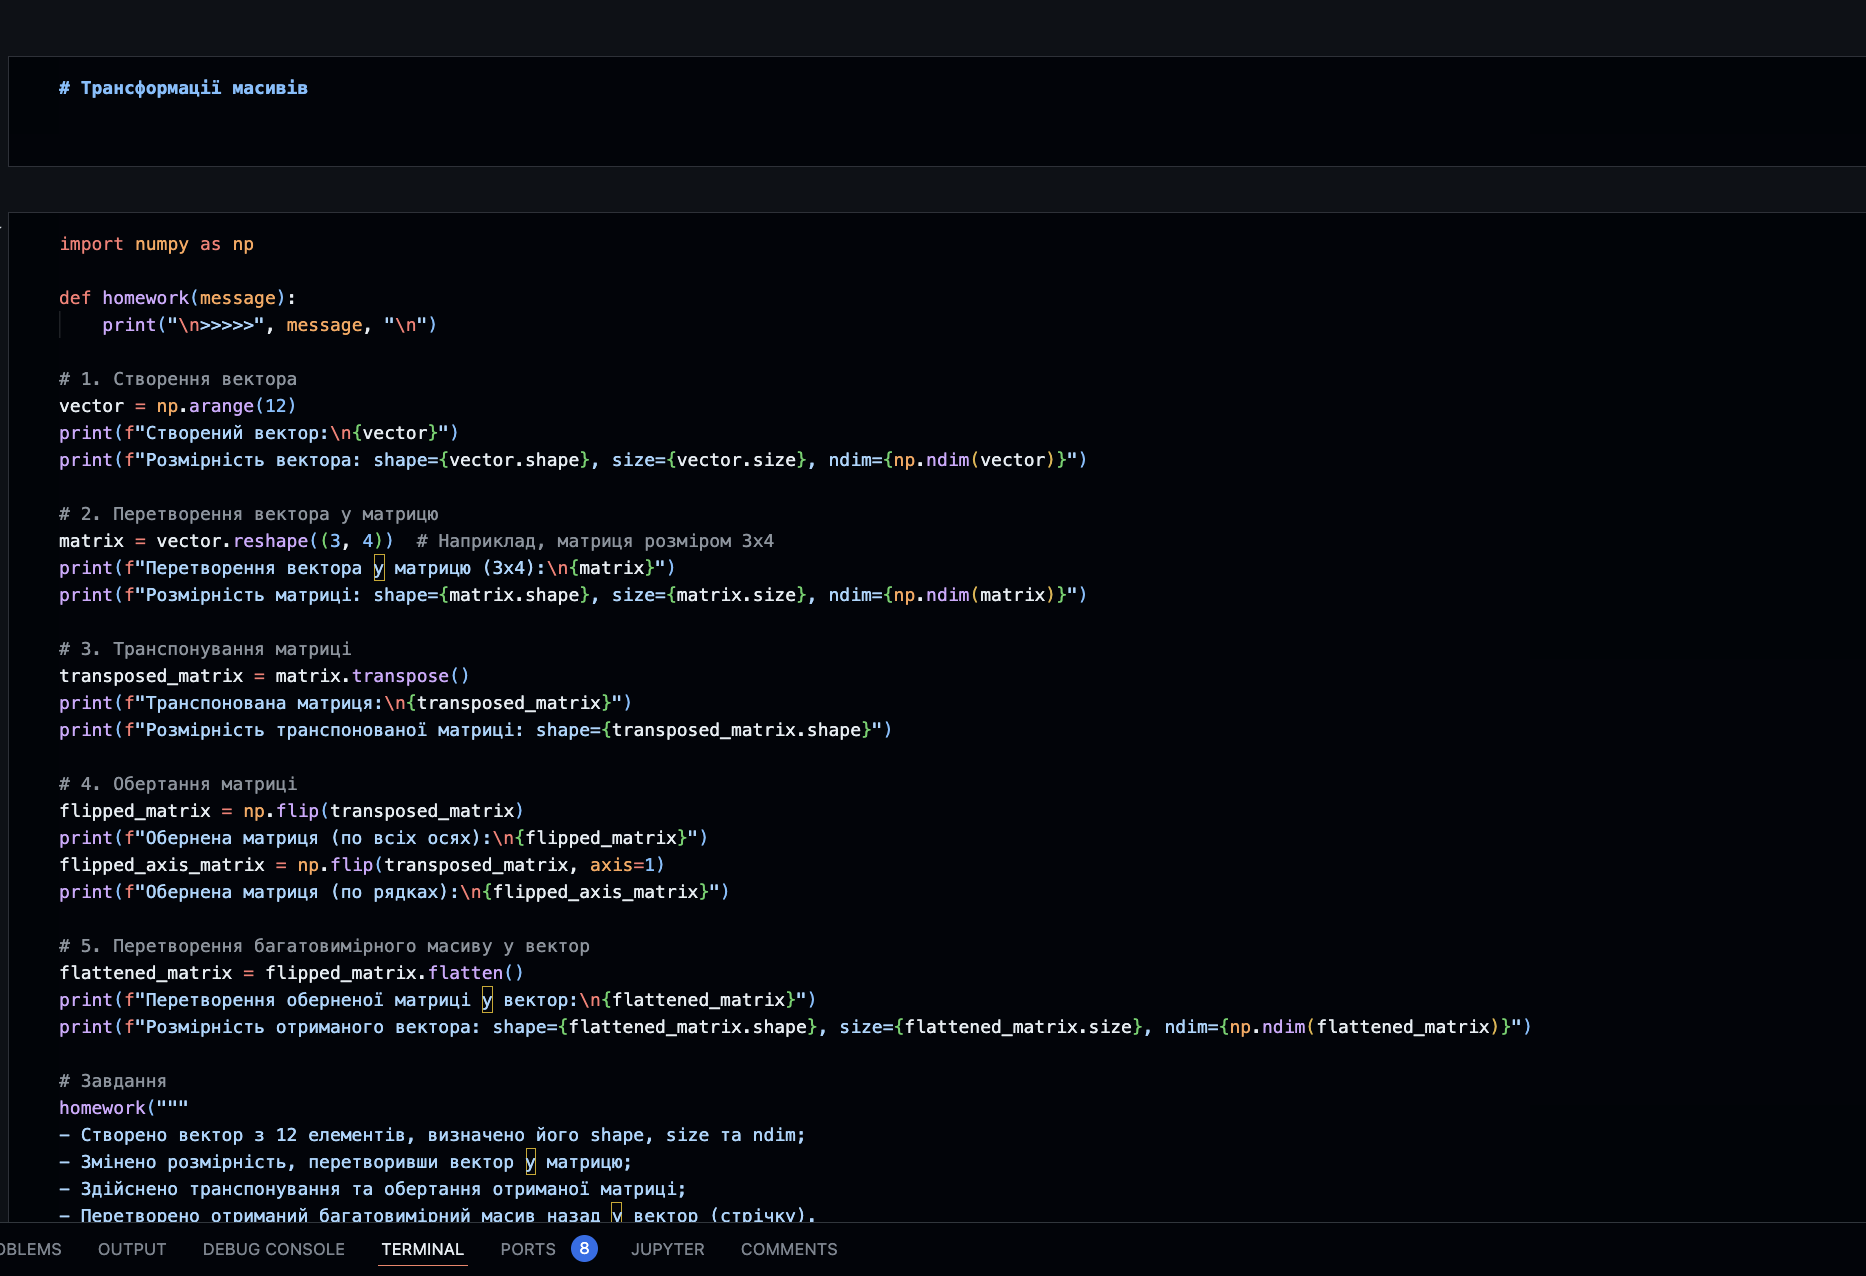 # Трансформації масивів
import numpy as np
def homework(message):
    print("\n>>>>>", message, "\n")
# 1. Створення вектора
vector = np.arange(12)
print(f"Створений вектор:\n{vector}")
print(f"Розмірність вектора: shape={vector.shape}, size={vector.size}, ndim={np.ndim(vector)}")
# 2. Перетворення вектора у матрицю
matrix = vector.reshape((3, 4))  # Наприклад, матриця розміром 3x4
print(f"Перетворення вектора у матрицю (3x4):\n{matrix}")
print(f"Розмірність матриці: shape={matrix.shape}, size={matrix.size}, ndim={np.ndim(matrix)}")
# 3. Транспонування матриці
transposed_matrix = matrix.transpose()
print(f"Транспонована матриця:\n{transposed_matrix}")
print(f"Розмірність транспонованої матриці: shape={transposed_matrix.shape}")
# 4. Обертання матриці
flipped_matrix = np.flip(transposed_matrix)
print(f"Обернена матриця (по всіх осях):\n{flipped_matrix}")
flipped_axis_matrix = np.flip(transposed_matrix, axis=1)
print(f"Обернена матриця (по рядках):\n{flipped_axis_matrix}")
# 5. Перетворення багатовимірного масиву у вектор
flattened_matrix = flipped_matrix.flatten()
print(f"Перетворення оберненої матриці у вектор:\n{flattened_matrix}")
print(f"Розмірність отриманого вектора: shape={flattened_matrix.shape}, size={flattened_matrix.size}, ndim={np.ndim(flattened_matrix)}")
# Завдання
homework("""
– Створено вектор з 12 елементів, визначено його shape, size та ndim;
– Змінено розмірність, перетворивши вектор у матрицю;
– Здійснено транспонування та обертання отриманої матриці;
– Перетворено отриманий багатовимірний масив назад у вектор (стрічку).
OBLEMS OUTPUT DEBUG CONSOLE TERMINAL PORTS 8 JUPYTER COMMENTS